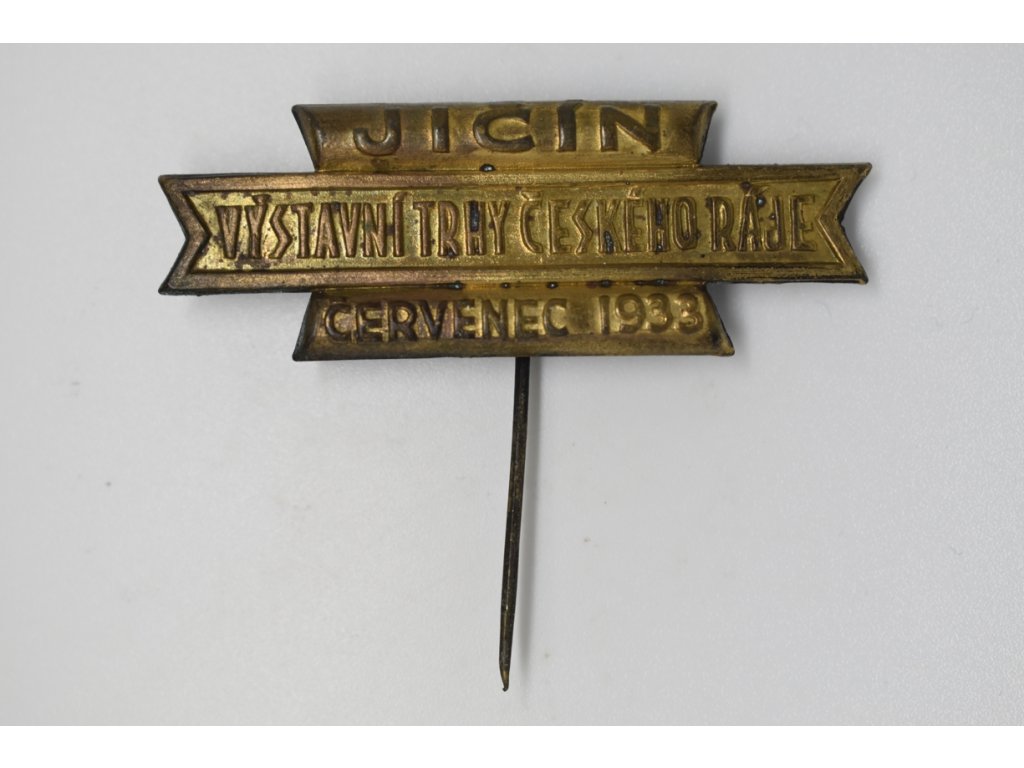 JIČÍN
VÝSTAVNÍ TRHY ČESKÉHO RÁJE
ČERVENEC 1933